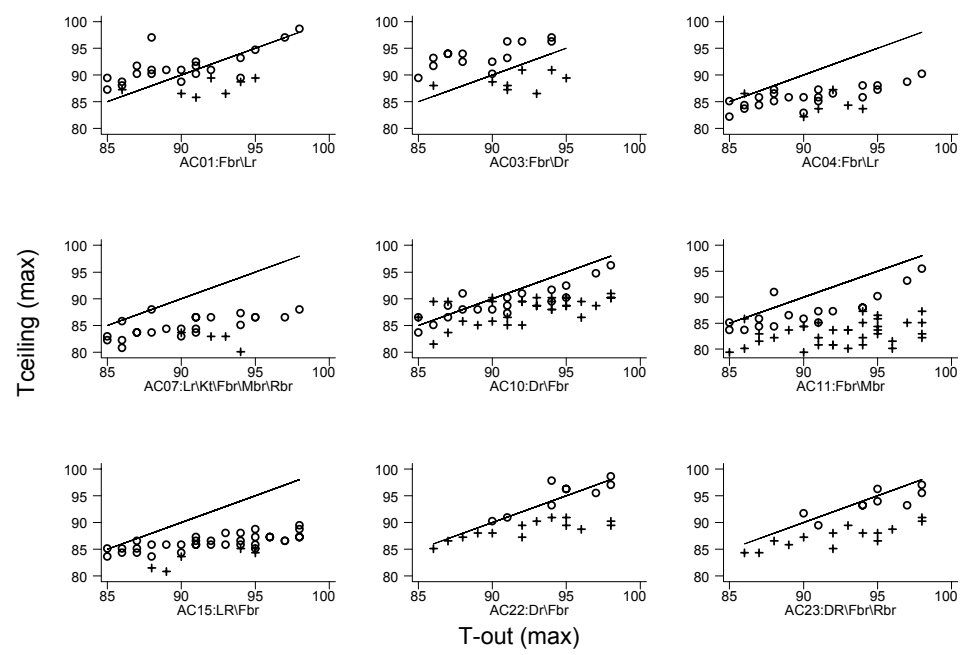 Tceiling (max)
100
95
90
85
80
85 90 95 100
AC01:Fbr\Lr
100
95
90
85
80
85 90 95 100
AC03:Fbr\Dr
100
95
90
85
80
85 90 95 100
AC04:Fbr\Lr
100
95
90
85
80
85 90 95 100
AC07:Lr\Kt\Fbr\Mbr\Rbr
100
95
90
85
80
85 90 95 100
AC10:Dr\Fbr
100
95
90
85
80
85 90 95 100
AC11:Fbr\Mbr
100
95
90
85
80
85 90 95 100
AC15:LR\Fbr
100
95
90
85
80
85 90 95 100
AC22:Dr\Fbr
100
95
90
85
80
85 90 95 100
AC23:DR\Fbr\Rbr
T-out (max)